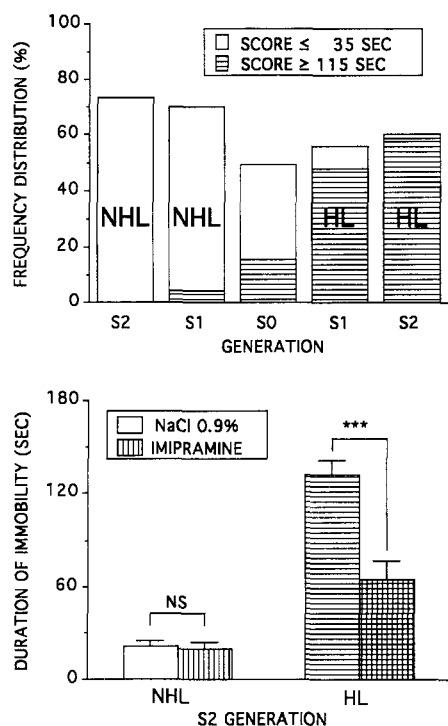 100
SCORE ≤ 35 SEC
SCORE ≥ 115 SEC
80
60
40
20
0
FREQUENCY DISTRIBUTION (%)
NHL
NHL
HL
HL
S2
S1
S0
S1
S2
GENERATION
180
NaCl 0.9%
IMIPRAMINE
***
120
60
NS
0
DURATION OF IMMOBILITY (SEC)
NHL
HL
S2 GENERATION